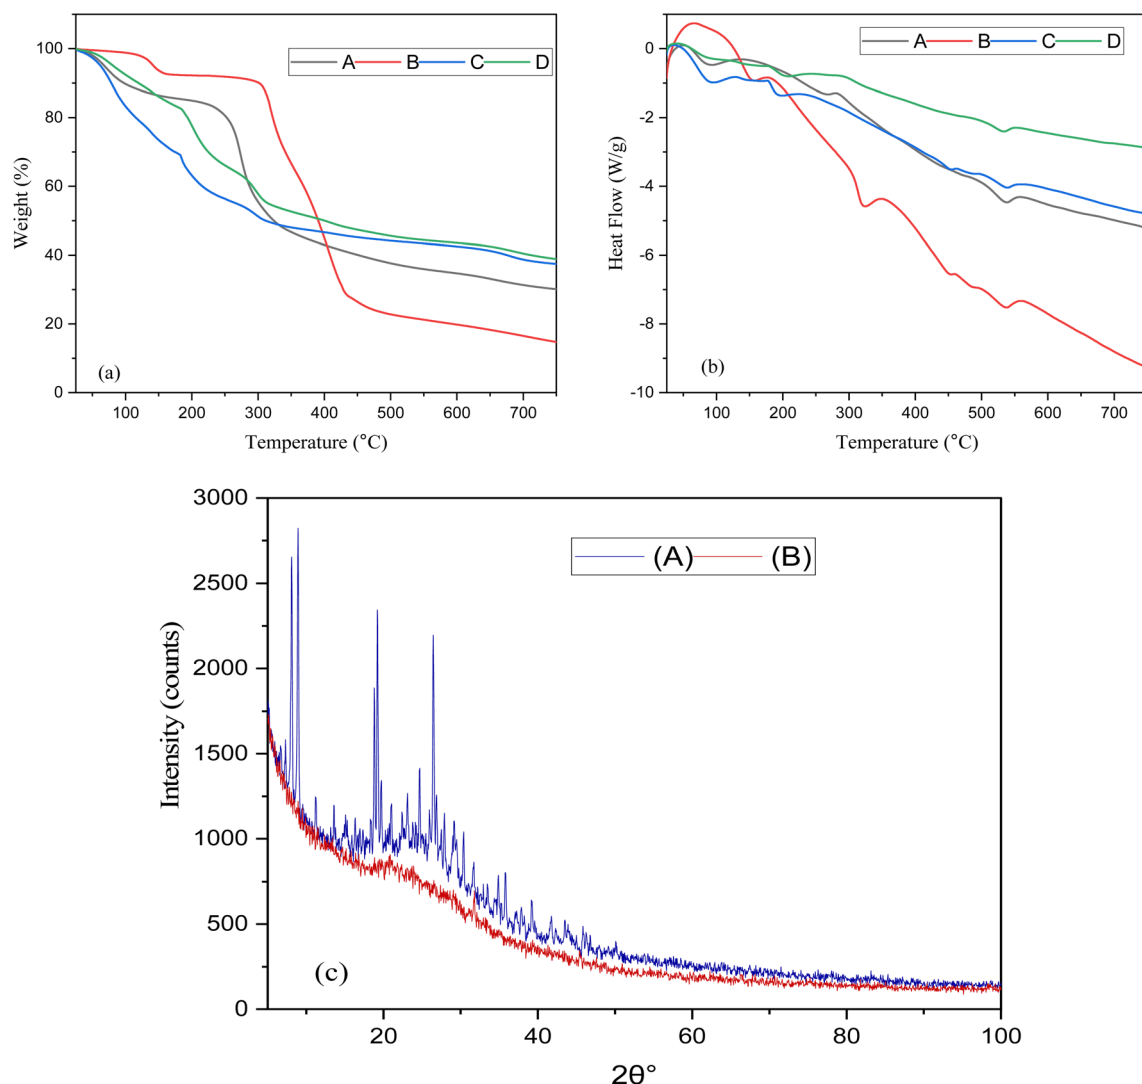 A B C D
100
80
60
40
20
0
Weight (%)
(a)
100 200 300 400 500 600 700
Temperature (°C)
A B C D
0
-2
-4
-6
-8
-10
Heat Flow (W/g)
(b)
100 200 300 400 500 600 700
Temperature (°C)
(A) (B)
3000
2500
2000
1500
1000
500
0
Intensity (counts)
(c)
20 40 60 80 100
2θ°